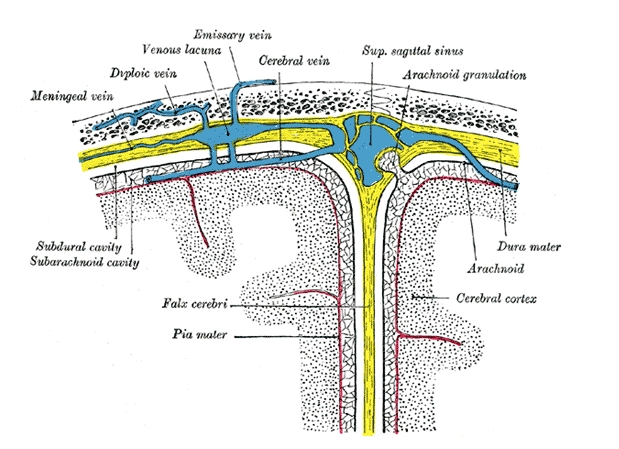 Emissary vein
Venous lacuna
Cerebral vein
Sup. sagittal sinus
Diploic vein
Arachnoid granulation
Meningeal vein
Subdural cavity
Subarachnoid cavity
Dura mater
Arachnoid
Falx cerebri
Cerebral cortex
Pia mater